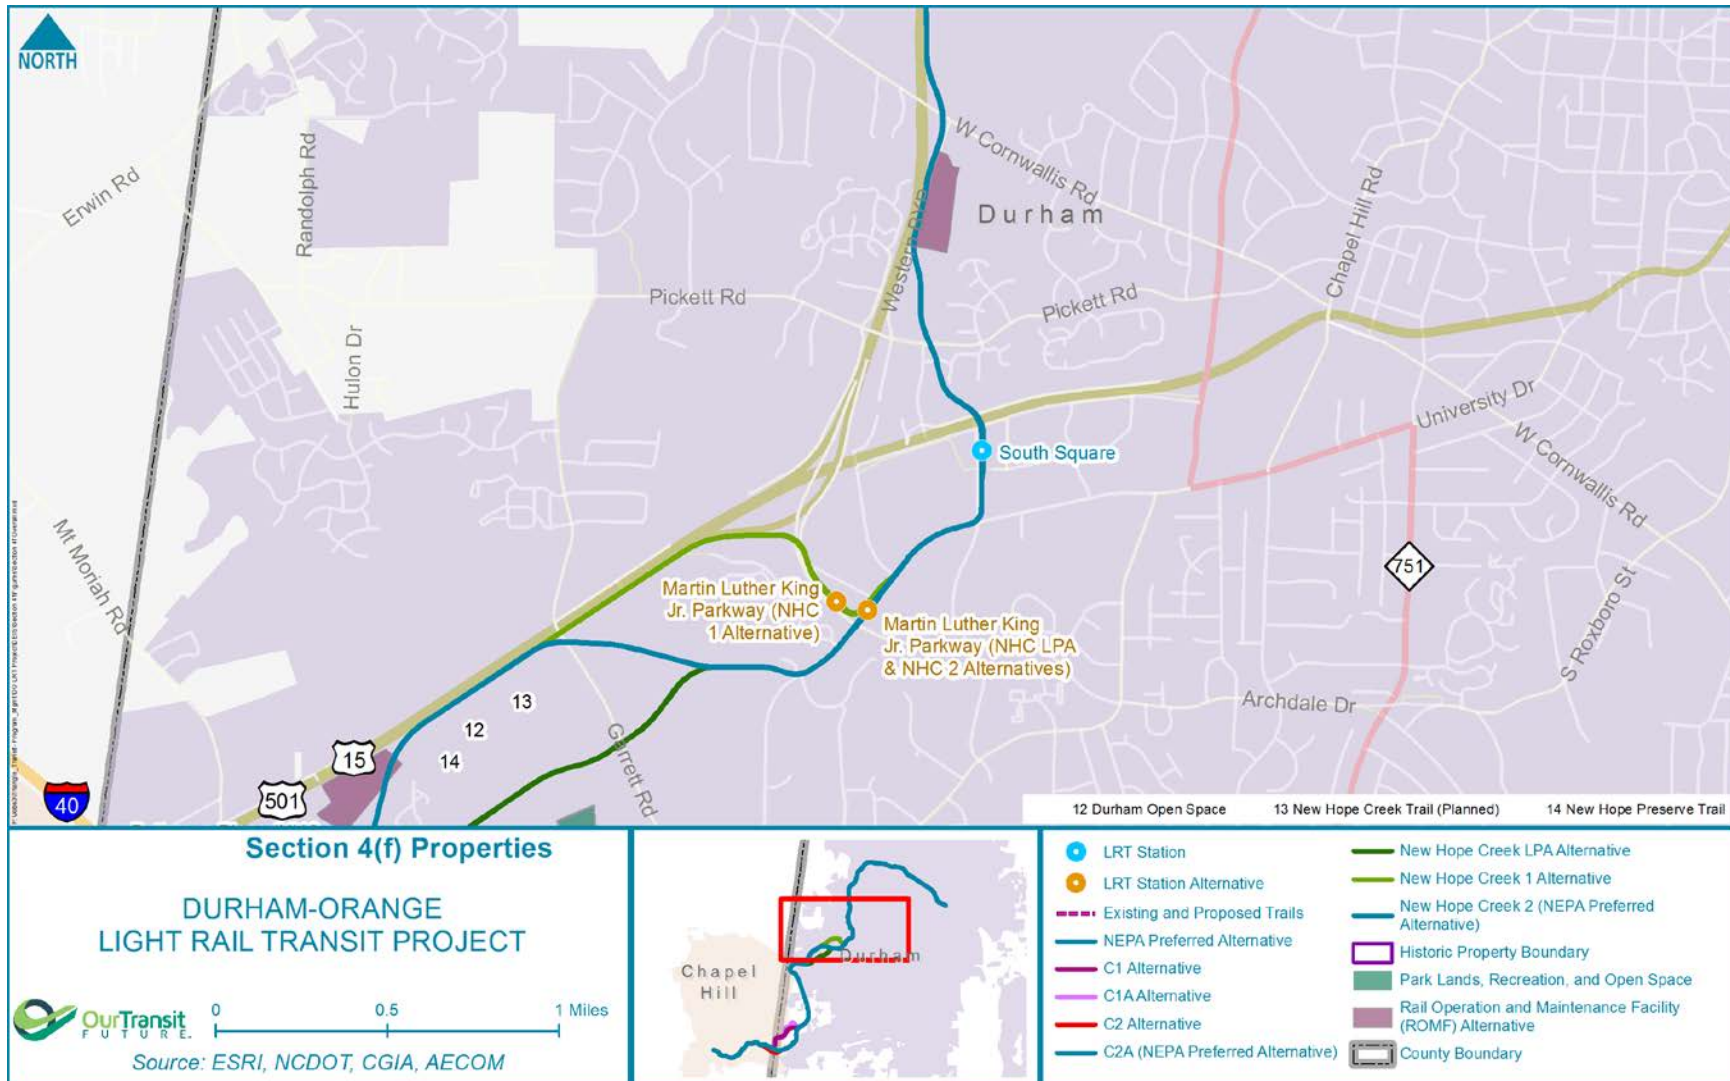 NORTH
Erwin Rd
Randolph Rd
W Cornwallis Rd
Durham
Western BYP
Chapel Hill Rd
Pickett Rd
Pickett Rd
Hulon Dr
University Dr
W Cornwallis Rd
South Square
Mt Moriah Rd
751
S Roxboro St
Martin Luther King
Jr. Parkway (NHC
1 Alternative)
Martin Luther King
Jr. Parkway (NHC LPA
& NHC 2 Alternatives)
Archdale Dr
Garrett Rd
13
12
14
15
501
40
12 Durham Open Space
13 New Hope Creek Trail (Planned)
14 New Hope Preserve Trail
Section 4(f) Properties
DURHAM-ORANGE
LIGHT RAIL TRANSIT PROJECT
OurTransit
FUTURE
0
0.5
1 Miles
Source: ESRI, NCDOT, CGIA, AECOM
Chapel
Hill
Durham
LRT Station
LRT Station Alternative
Existing and Proposed Trails
NEPA Preferred Alternative
C1 Alternative
C1A Alternative
C2 Alternative
C2A (NEPA Preferred Alternative)
New Hope Creek LPA Alternative
New Hope Creek 1 Alternative
New Hope Creek 2 (NEPA Preferred
Alternative)
Historic Property Boundary
Park Lands, Recreation, and Open Space
Rail Operation and Maintenance Facility
(ROMF) Alternative
County Boundary